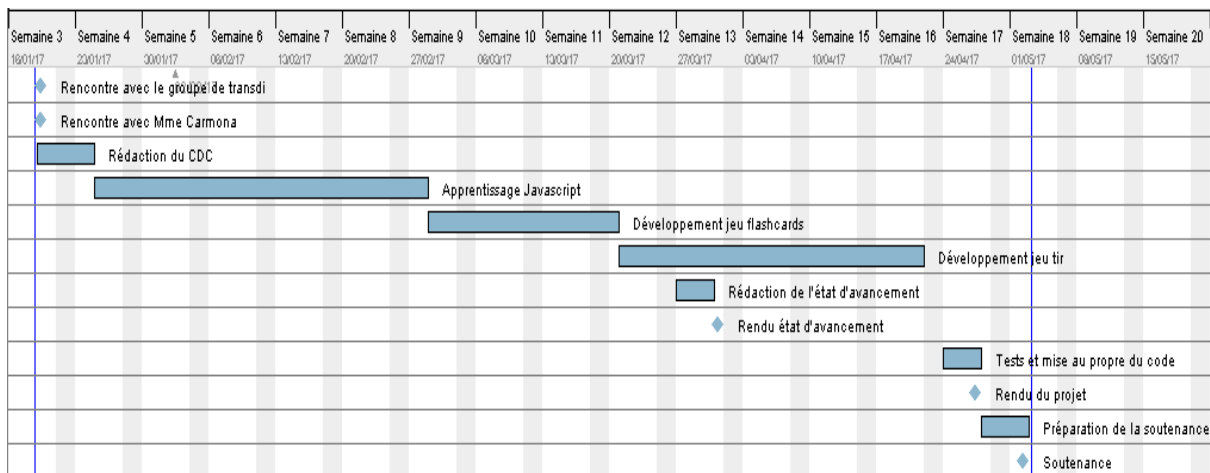 Semaine 3 Semaine 4 Semaine 5 Semaine 6 Semaine 7 Semaine 8 Semaine 9 Semaine 10 Semaine 11 Semaine 12 Semaine 13 Semaine 14 Semaine 15 Semaine 16 Semaine 17 Semaine 18 Semaine 19 Semaine 20
16/01/17 23/01/17 30/01/17 06/02/17 13/02/17 20/02/17 27/02/17 06/03/17 13/03/17 20/03/17 27/03/17 03/04/17 10/04/17 17/04/17 24/04/17 01/05/17 08/05/17 15/05/17
Rencontre avec le groupe de transdi
Rencontre avec Mme Carmona
Rédaction du CDC
Apprentissage Javascript
Développement jeu flashcards
Développement jeu tir
Rédaction de l'état d'avancement
Rendu état d'avancement
Tests et mise au propre du code
Rendu du projet
Préparation de la soutenance
Soutenance